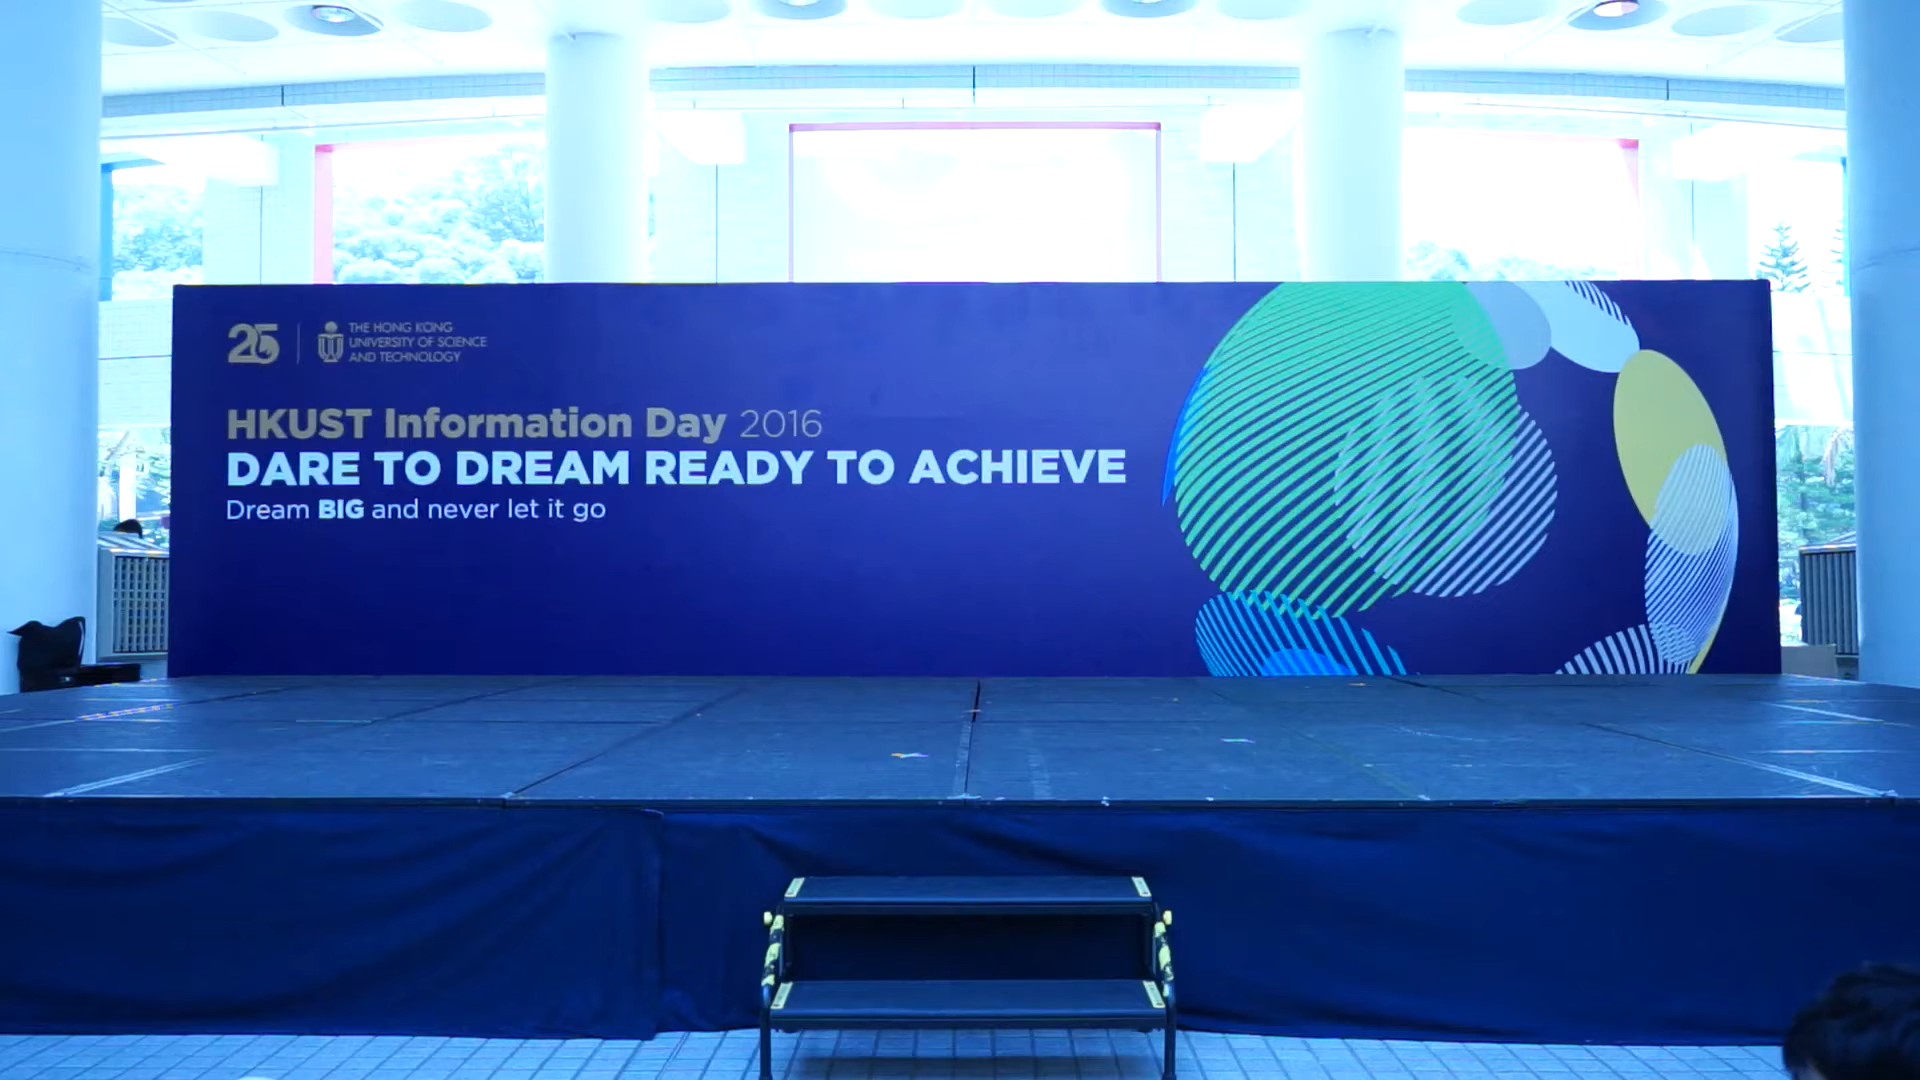 25
THE HONG KONG
UNIVERSITY OF SCIENCE
AND TECHNOLOGY
HKUST Information Day 2016
DARE TO DREAM READY TO ACHIEVE
Dream BIG and never let it go